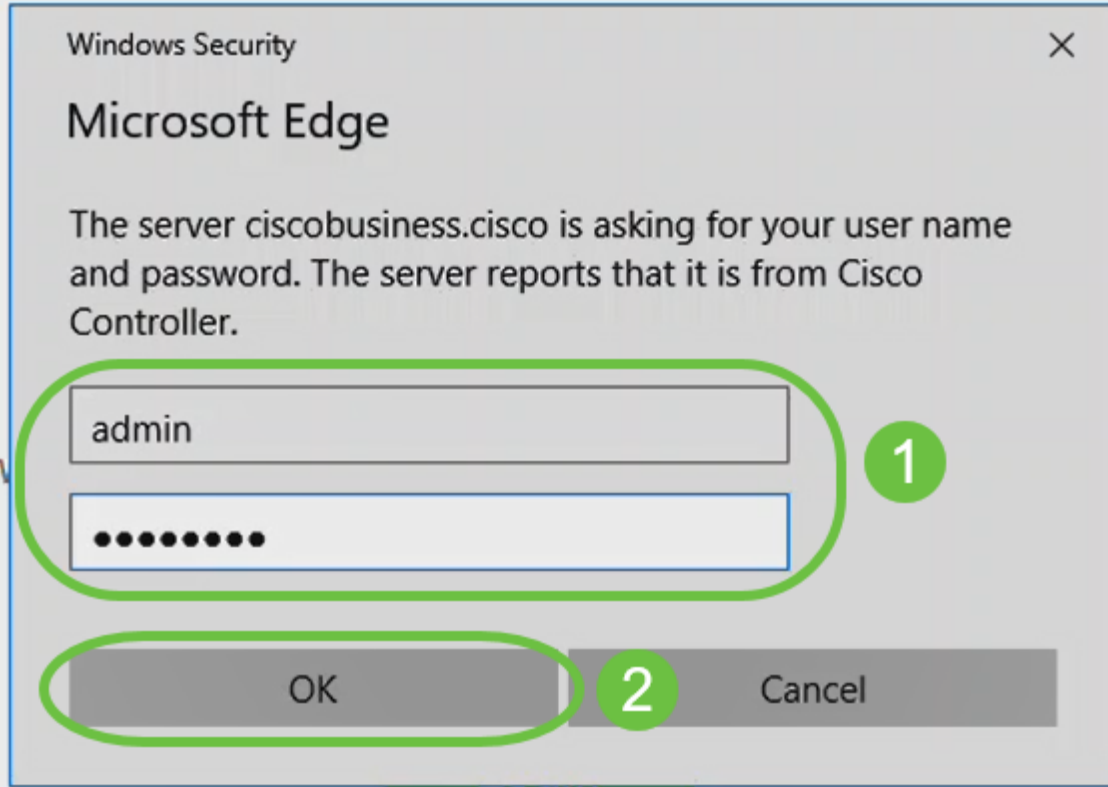 Windows Security
Microsoft Edge
The server ciscobusiness.cisco is asking for your user name
and password. The server reports that it is from Cisco
Controller.
admin
●●●●●●●●
1
OK
2
Cancel